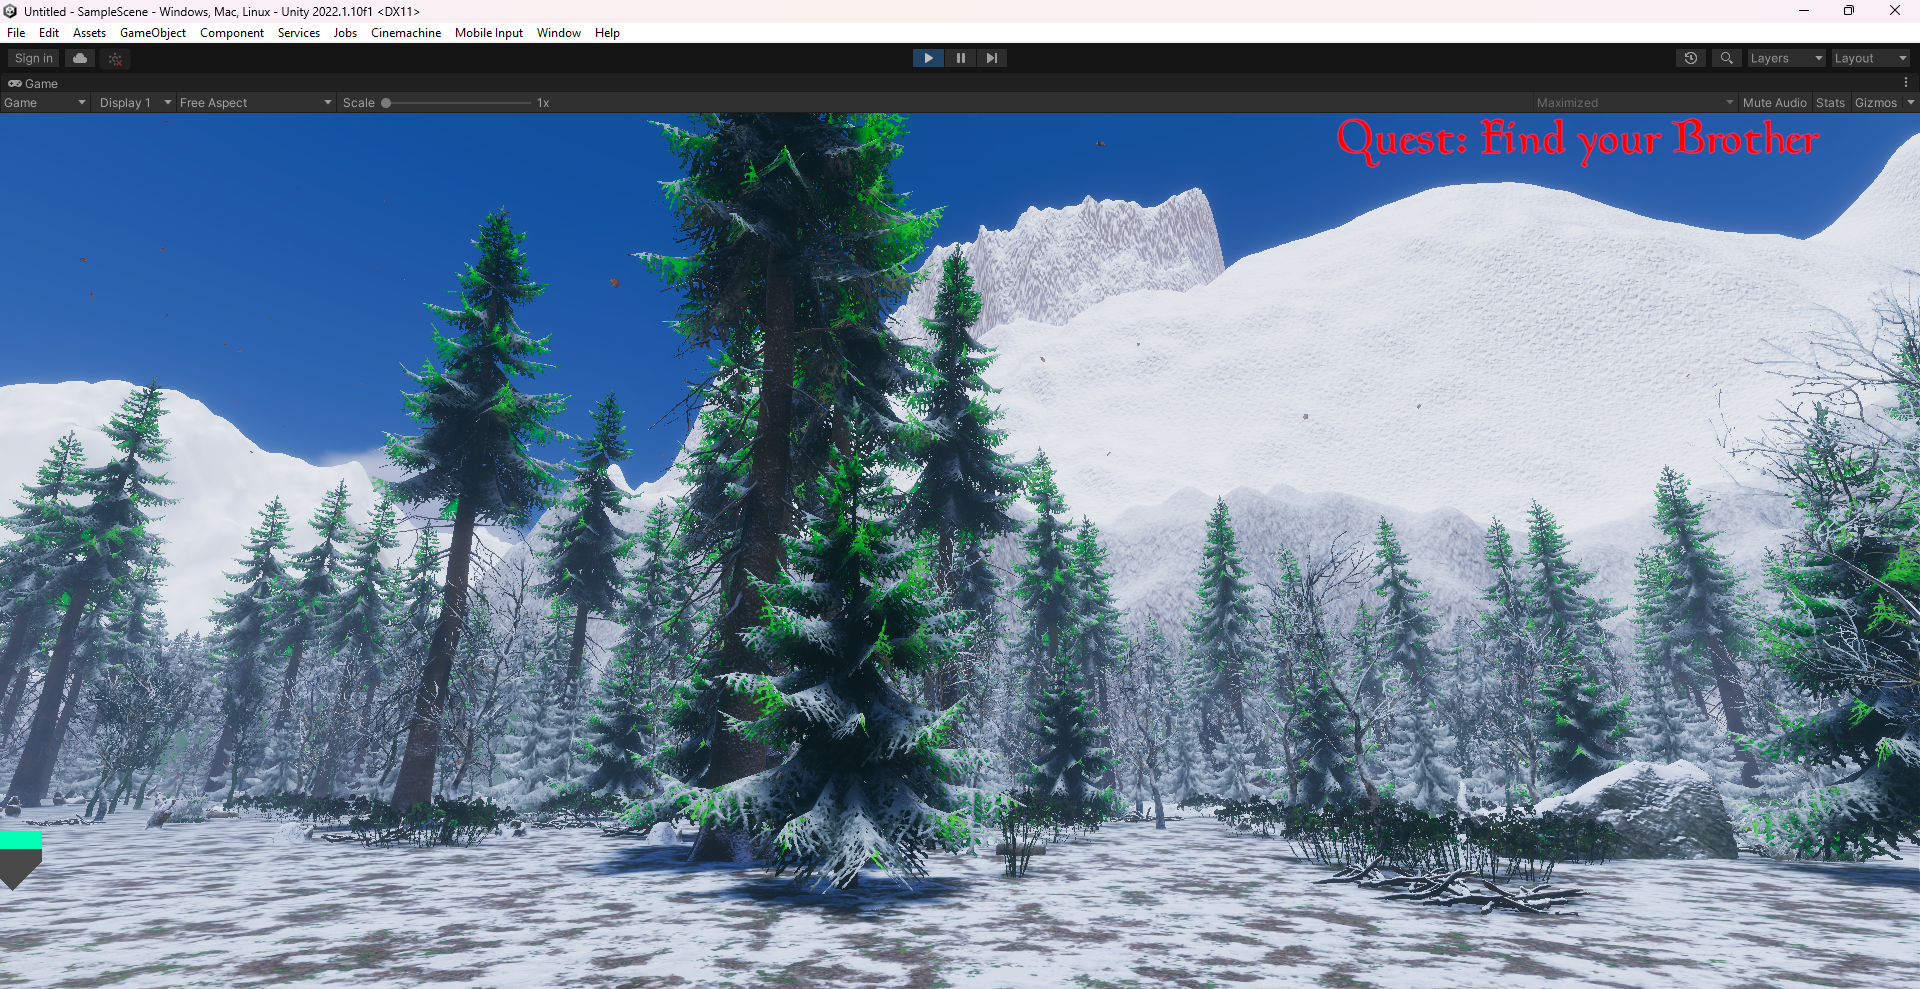 Untitled - SampleScene - Windows, Mac, Linux - Unity 2022.1.10f1 <DX11>
File Edit Assets GameObject Component Services Jobs Cinemachine Mobile Input Window Help
Sign in Layers Layout
Game
Game Display 1 Free Aspect Scale 1x Maximized Mute Audio Stats Gizmos
Quest: Find your Brother